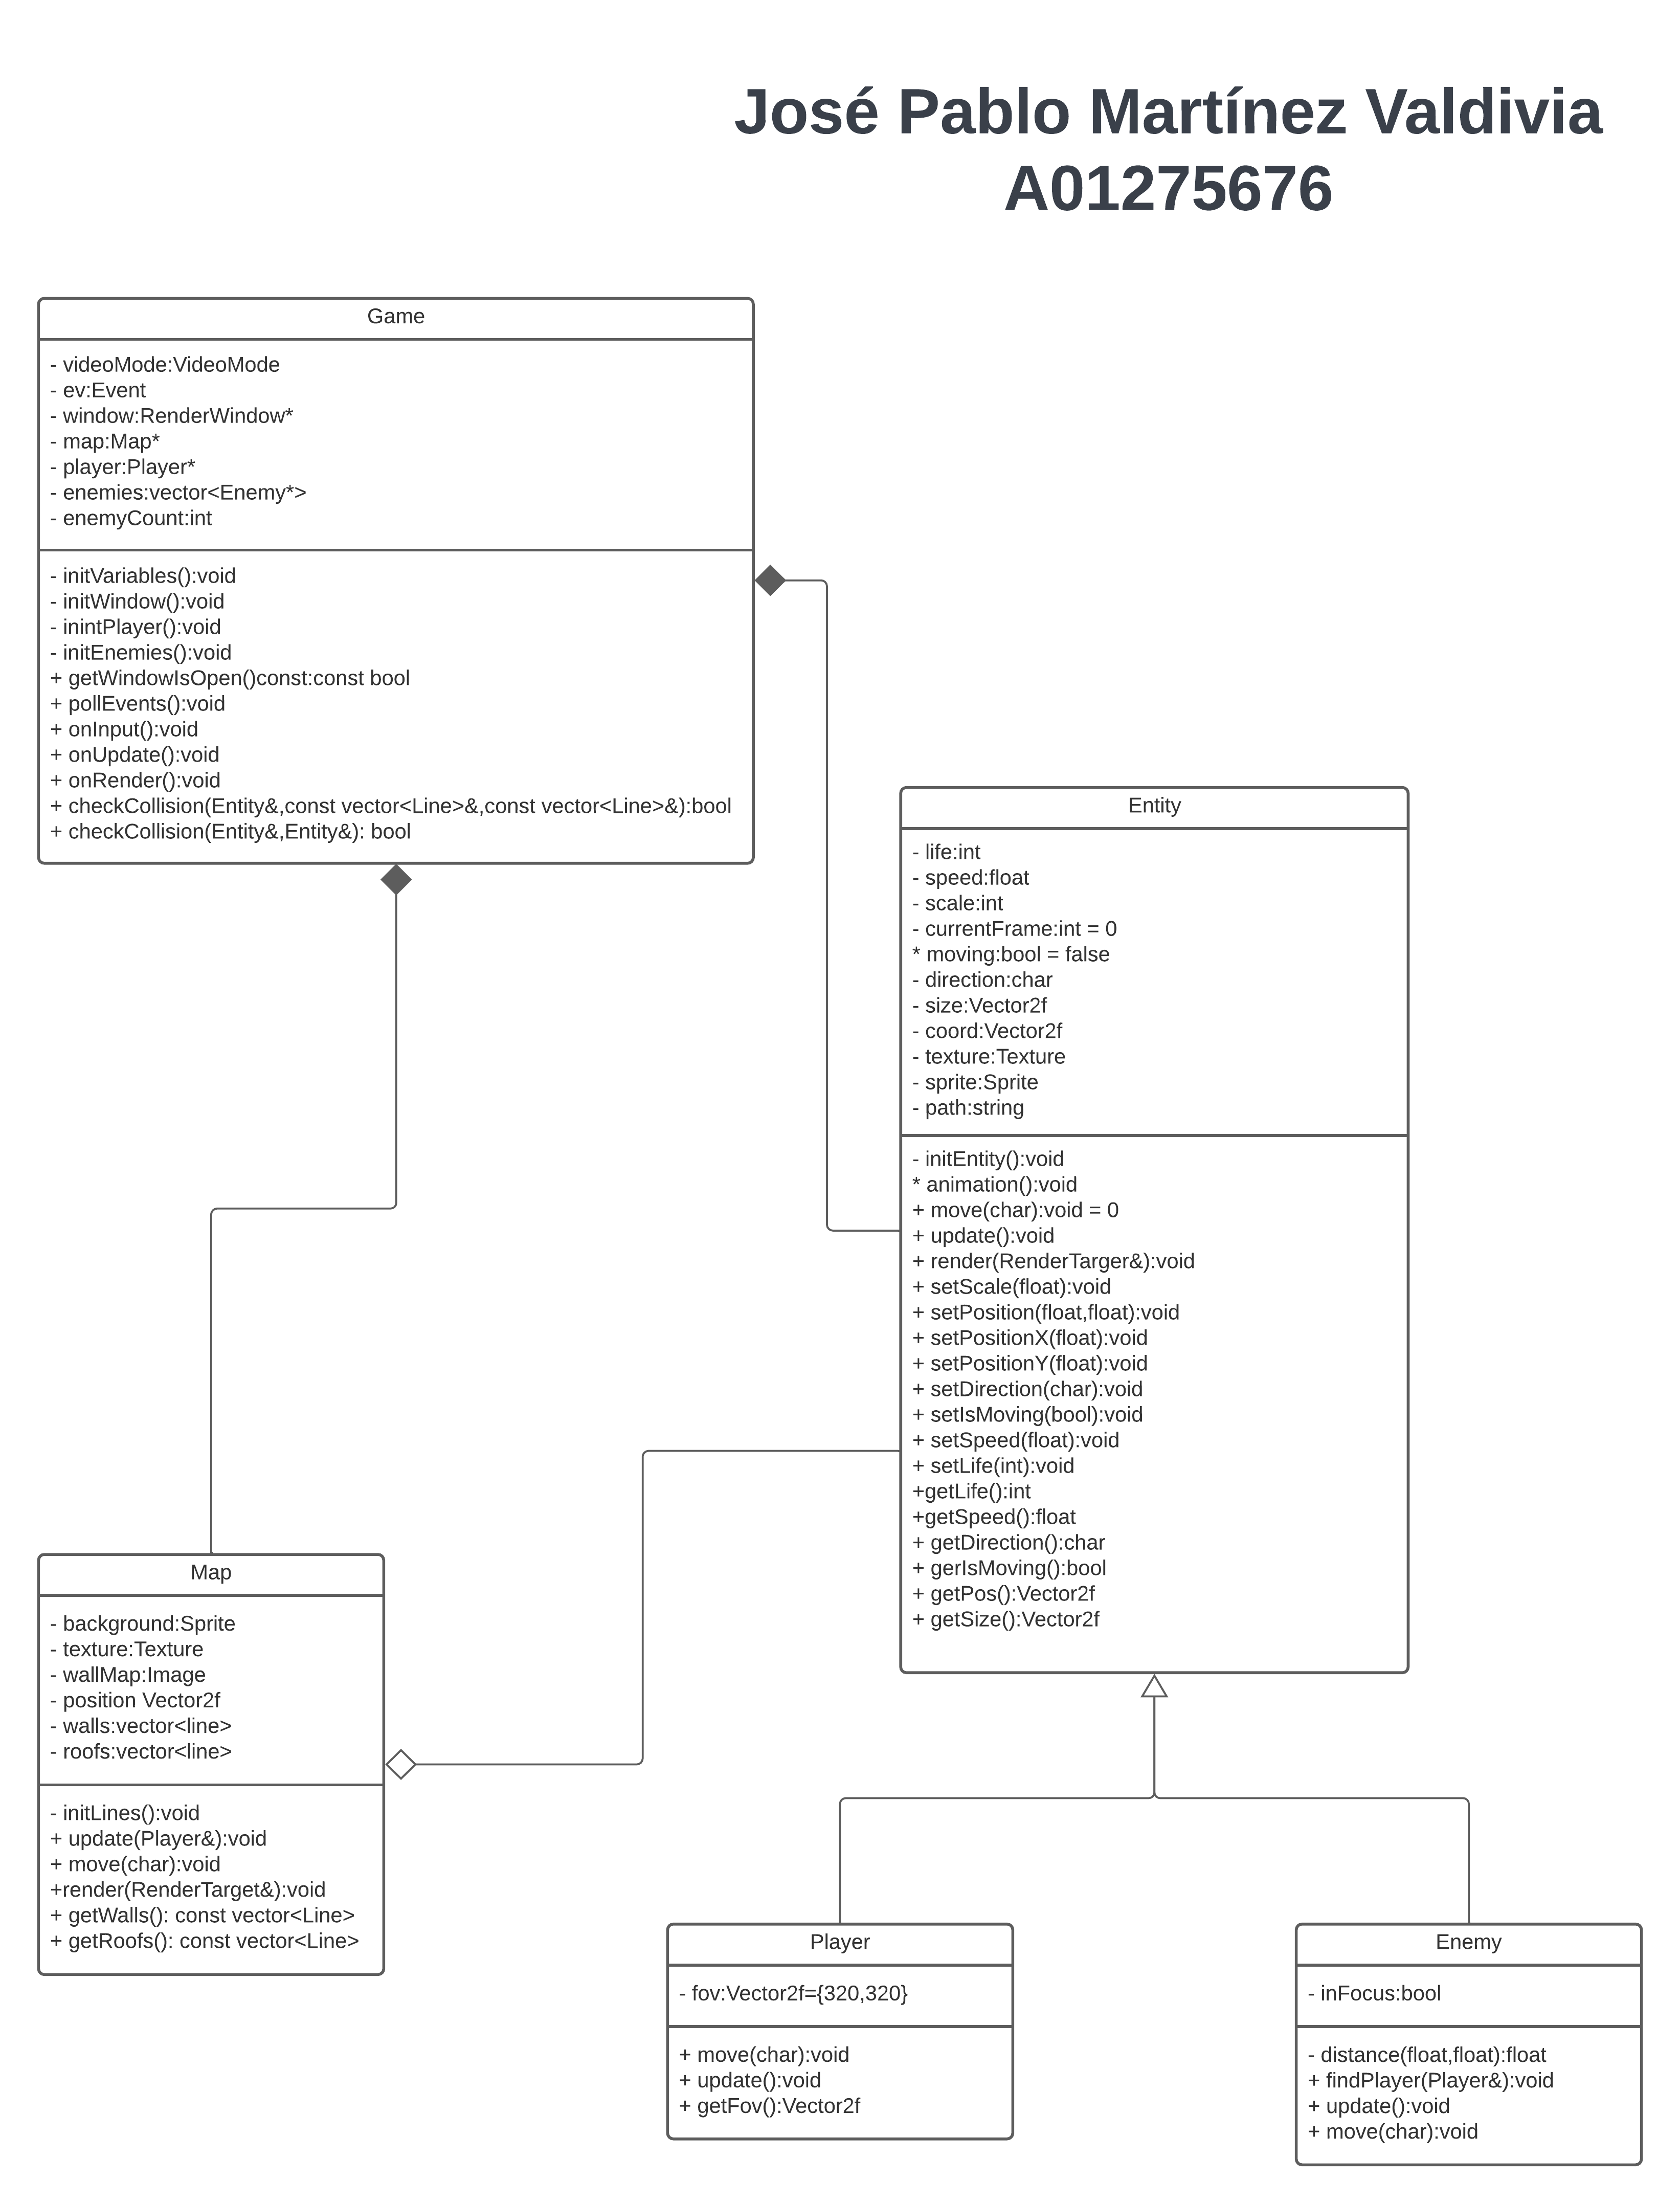 José Pablo Martínez Valdivia
A01275676
Game
- videoMode:VideoMode
- ev:Event
- window:RenderWindow*
- map:Map*
- player:Player*
- enemies:vector<Enemy*>
- enemyCount:int
- initVariables():void
- initWindow():void
- inintPlayer():void
- initEnemies():void
+ getWindowIsOpen()const:const bool
+ pollEvents():void
+ onInput():void
+ onUpdate():void
+ onRender():void
+ checkCollision(Entity&,const vector<Line>&,const vector<Line>&):bool
+ checkCollision(Entity&,Entity&): bool
Entity
- life:int
- speed:float
- scale:int
- currentFrame:int = 0
* moving:bool = false
- direction:char
- size:Vector2f
- coord:Vector2f
- texture:Texture
- sprite:Sprite
- path:string
- initEntity():void
* animation():void
+ move(char):void = 0
+ update():void
+ render(RenderTarger&):void
+ setScale(float):void
+ setPosition(float,float):void
+ setPositionX(float):void
+ setPositionY(float):void
+ setDirection(char):void
+ setIsMoving(bool):void
+ setSpeed(float):void
+ setLife(int):void
+getLife():int
+getSpeed():float
+ getDirection():char
+ gerIsMoving():bool
+ getPos():Vector2f
+ getSize():Vector2f
Map
- background:Sprite
- texture:Texture
- wallMap:Image
- position Vector2f
- walls:vector<line>
- roofs:vector<line>
- initLines():void
+ update(Player&):void
+ move(char):void
+render(RenderTarget&):void
+ getWalls(): const vector<Line>
+ getRoofs(): const vector<Line>
Player
- fov:Vector2f={320,320}
+ move(char):void
+ update():void
+ getFov():Vector2f
Enemy
- inFocus:bool
- distance(float,float):float
+ findPlayer(Player&):void
+ update():void
+ move(char):void